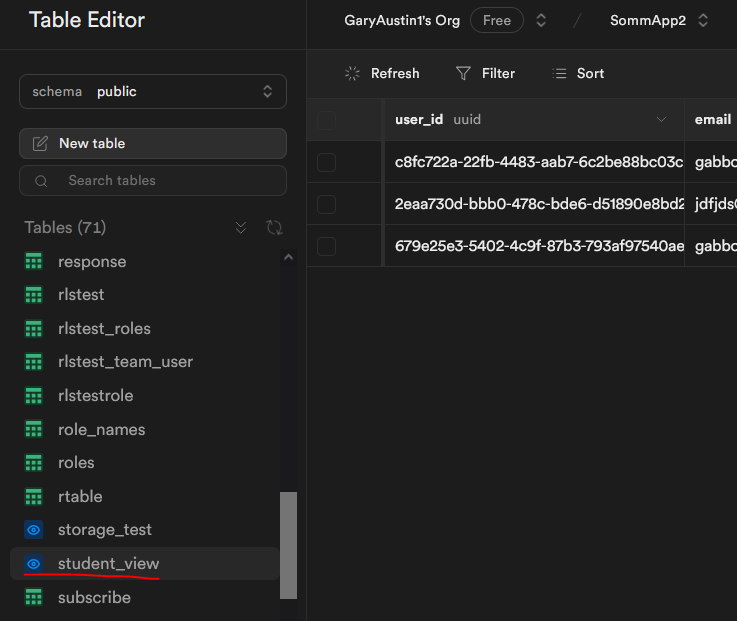 Table Editor
GaryAustin1's Org Free / SommApp2
schema public
Refresh Filter Sort
New table
Search tables
user_id uuid email
c8fc722a-22fb-4483-aab7-6c2be88bc03c gabbo
2eaa730d-bbb0-478c-bde6-d51890e8bd2 jdfjds
679e25e3-5402-4c9f-87b3-793af97540ae gabbo
Tables (71)
response
rlstest
rlstest_roles
rlstest_team_user
rlstestrole
role_names
roles
rtable
storage_test
student_view
subscribe